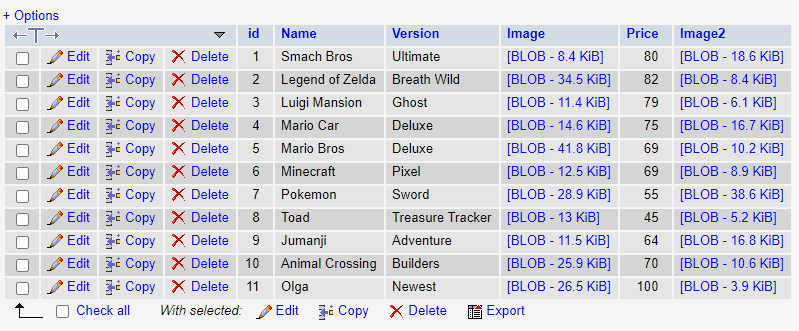 + Options
id Name Version Image Price Image2
Edit Copy Delete 1 Smach Bros Ultimate [BLOB - 8.4 KiB] 80 [BLOB - 18.6 KiB]
Edit Copy Delete 2 Legend of Zelda Breath Wild [BLOB - 34.5 KiB] 82 [BLOB - 8.4 KiB]
Edit Copy Delete 3 Luigi Mansion Ghost [BLOB - 11.4 KiB] 79 [BLOB - 6.1 KiB]
Edit Copy Delete 4 Mario Car Deluxe [BLOB - 14.6 KiB] 75 [BLOB - 16.7 KiB]
Edit Copy Delete 5 Mario Bros Deluxe [BLOB - 41.8 KiB] 69 [BLOB - 10.2 KiB]
Edit Copy Delete 6 Minecraft Pixel [BLOB - 12.5 KiB] 69 [BLOB - 8.9 KiB]
Edit Copy Delete 7 Pokemon Sword [BLOB - 28.9 KiB] 55 [BLOB - 38.6 KiB]
Edit Copy Delete 8 Toad Treasure Tracker [BLOB - 13 KiB] 45 [BLOB - 5.2 KiB]
Edit Copy Delete 9 Jumanji Adventure [BLOB - 11.5 KiB] 64 [BLOB - 16.8 KiB]
Edit Copy Delete 10 Animal Crossing Builders [BLOB - 25.9 KiB] 70 [BLOB - 10.6 KiB]
Edit Copy Delete 11 Olga Newest [BLOB - 26.5 KiB] 100 [BLOB - 3.9 KiB]
Check all With selected: Edit Copy Delete Export